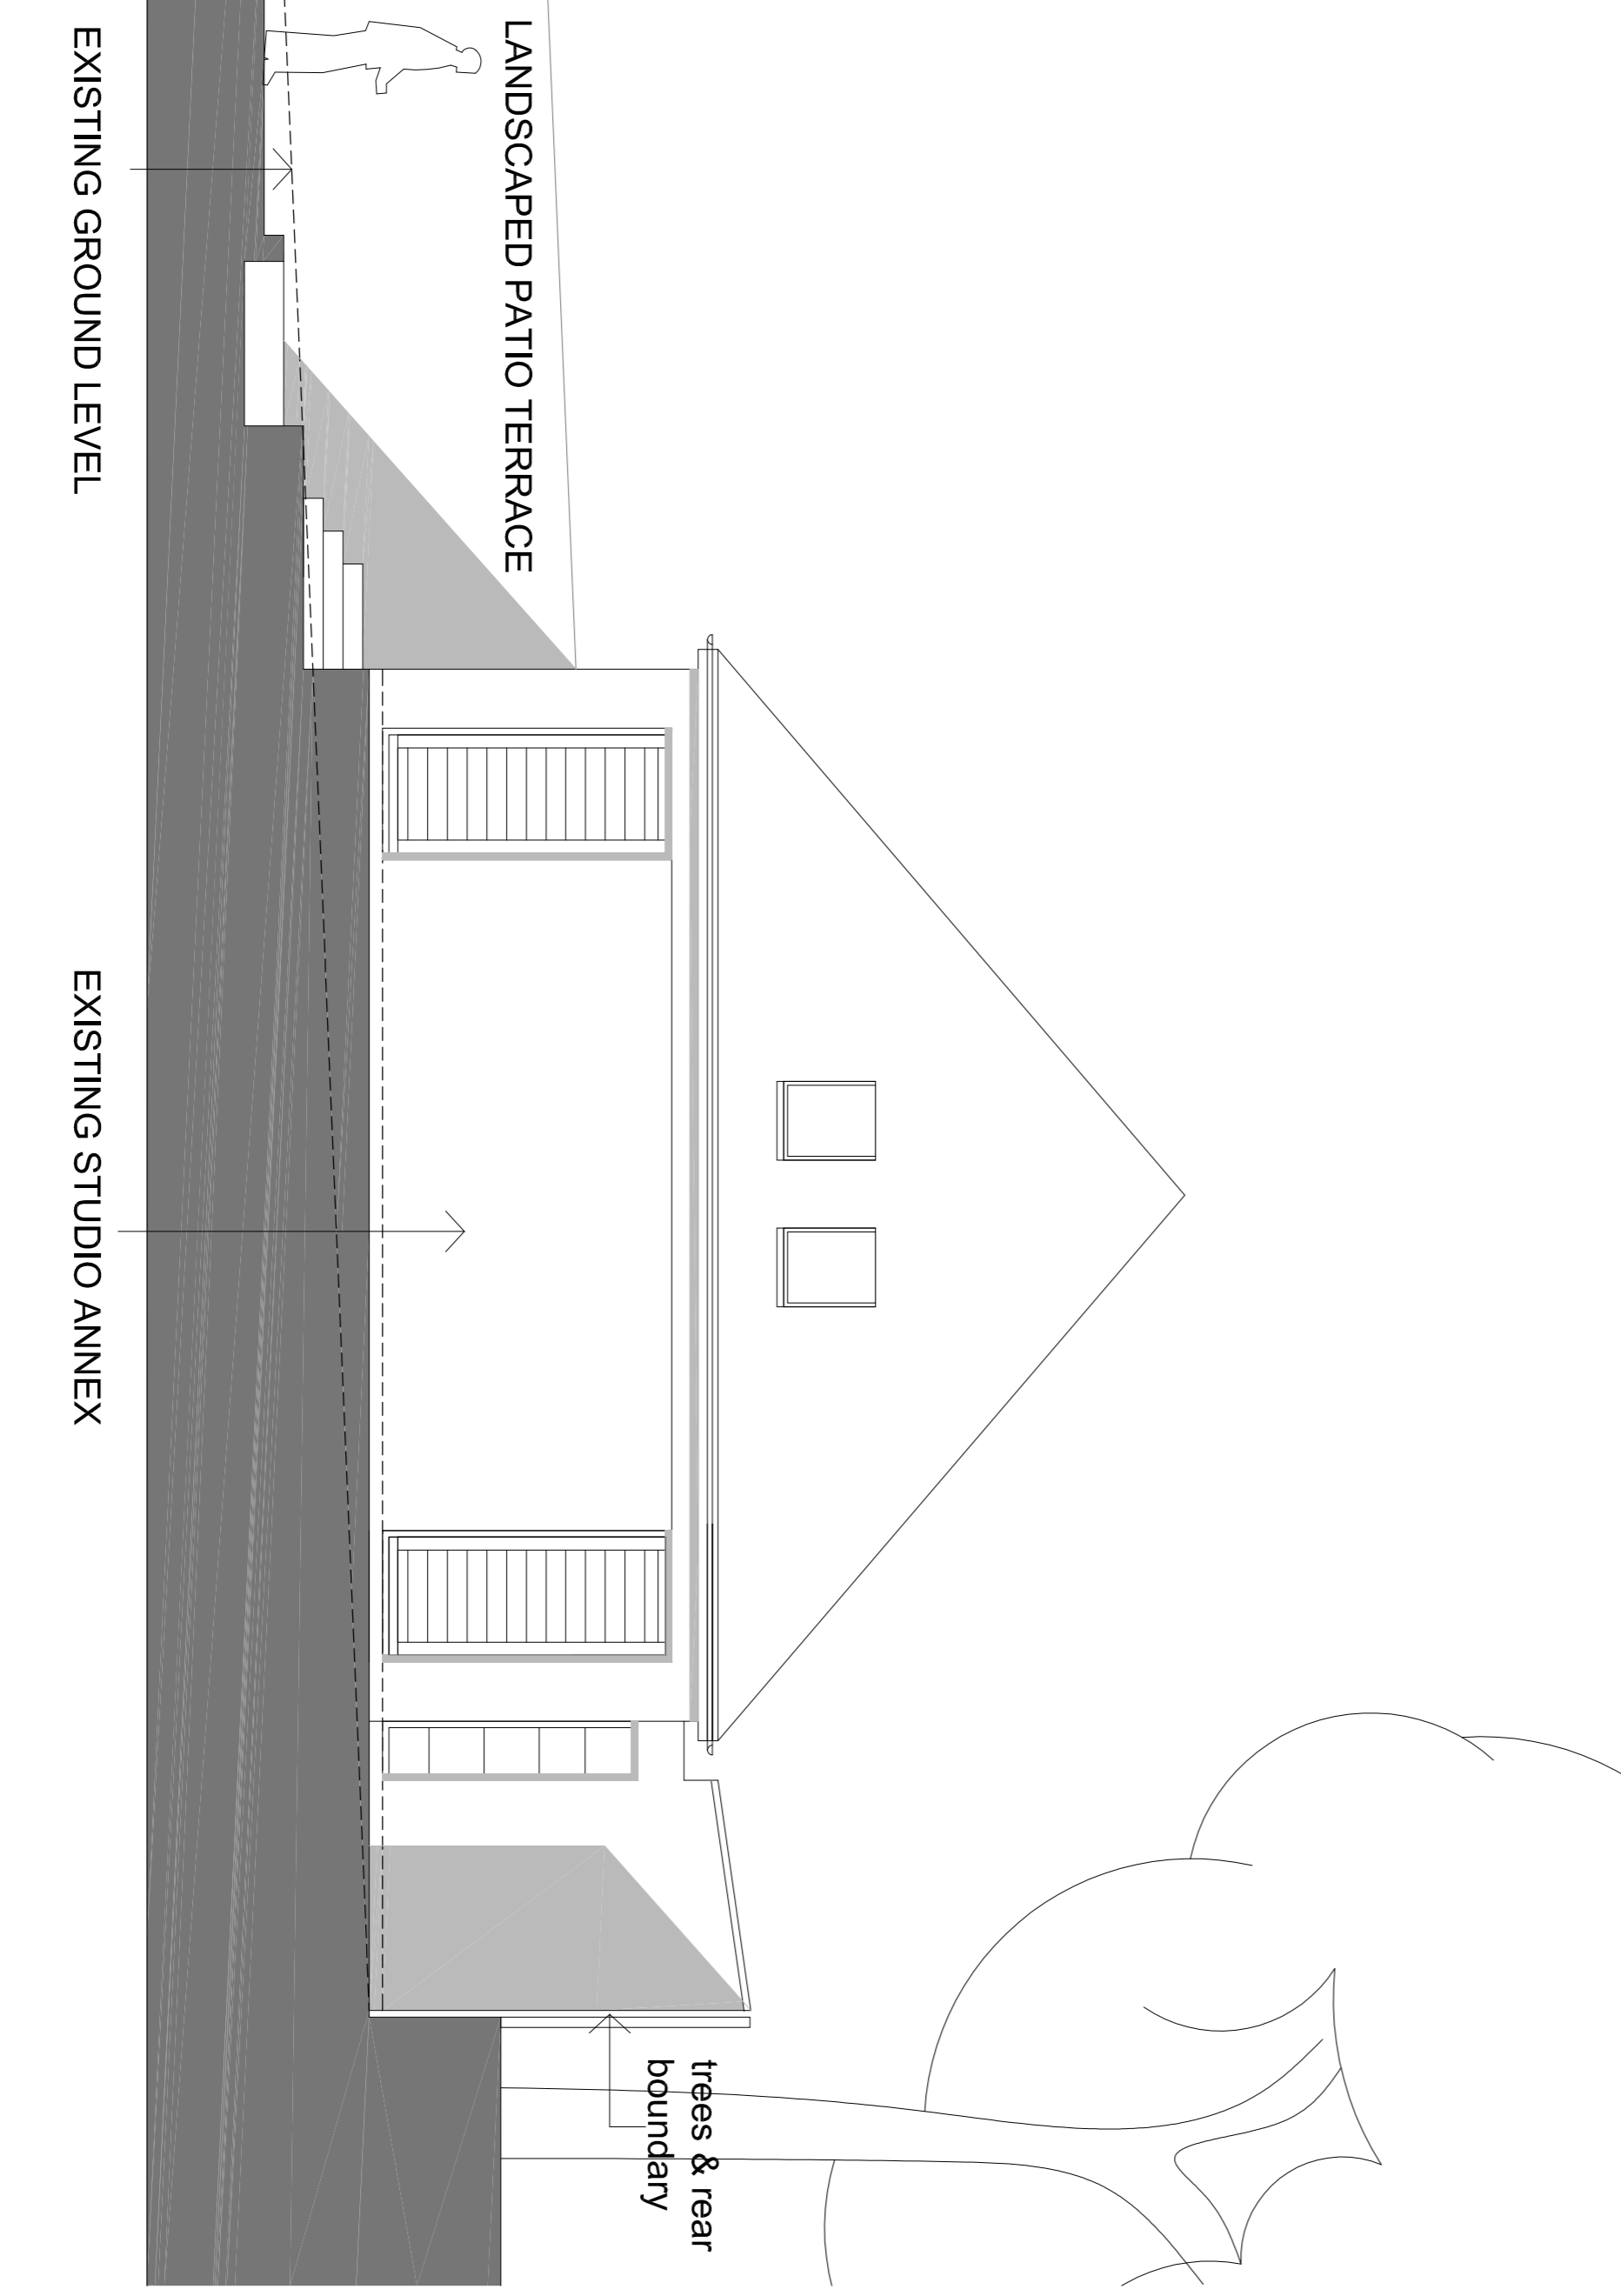 LANDSCAPED PATIO TERRACE
trees & rear
boundary
EXISTING GROUND LEVEL
EXISTING STUDIO ANNEX